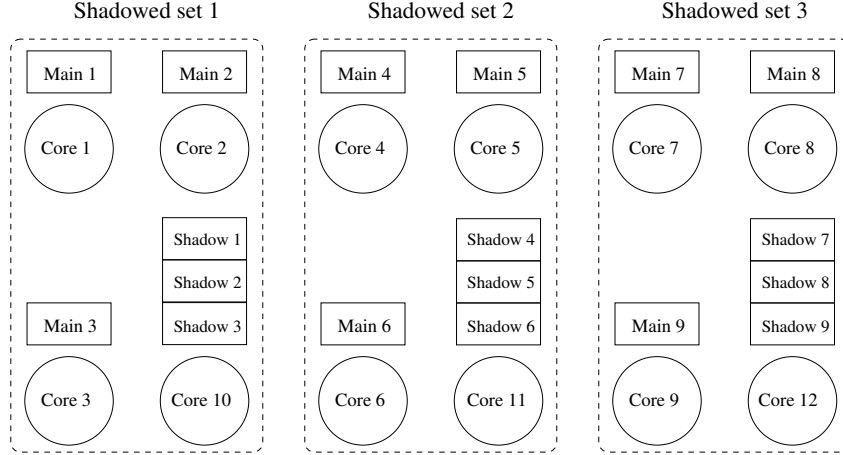 Shadowed set 1
Main 1
Main 2
Core 1
Core 2
Shadow 1
Shadow 2
Shadow 3
Main 3
Core 3
Core 10
Shadowed set 2
Main 4
Main 5
Core 4
Core 5
Shadow 4
Shadow 5
Shadow 6
Main 6
Core 6
Core 11
Shadowed set 3
Main 7
Main 8
Core 7
Core 8
Shadow 7
Shadow 8
Shadow 9
Main 9
Core 9
Core 12